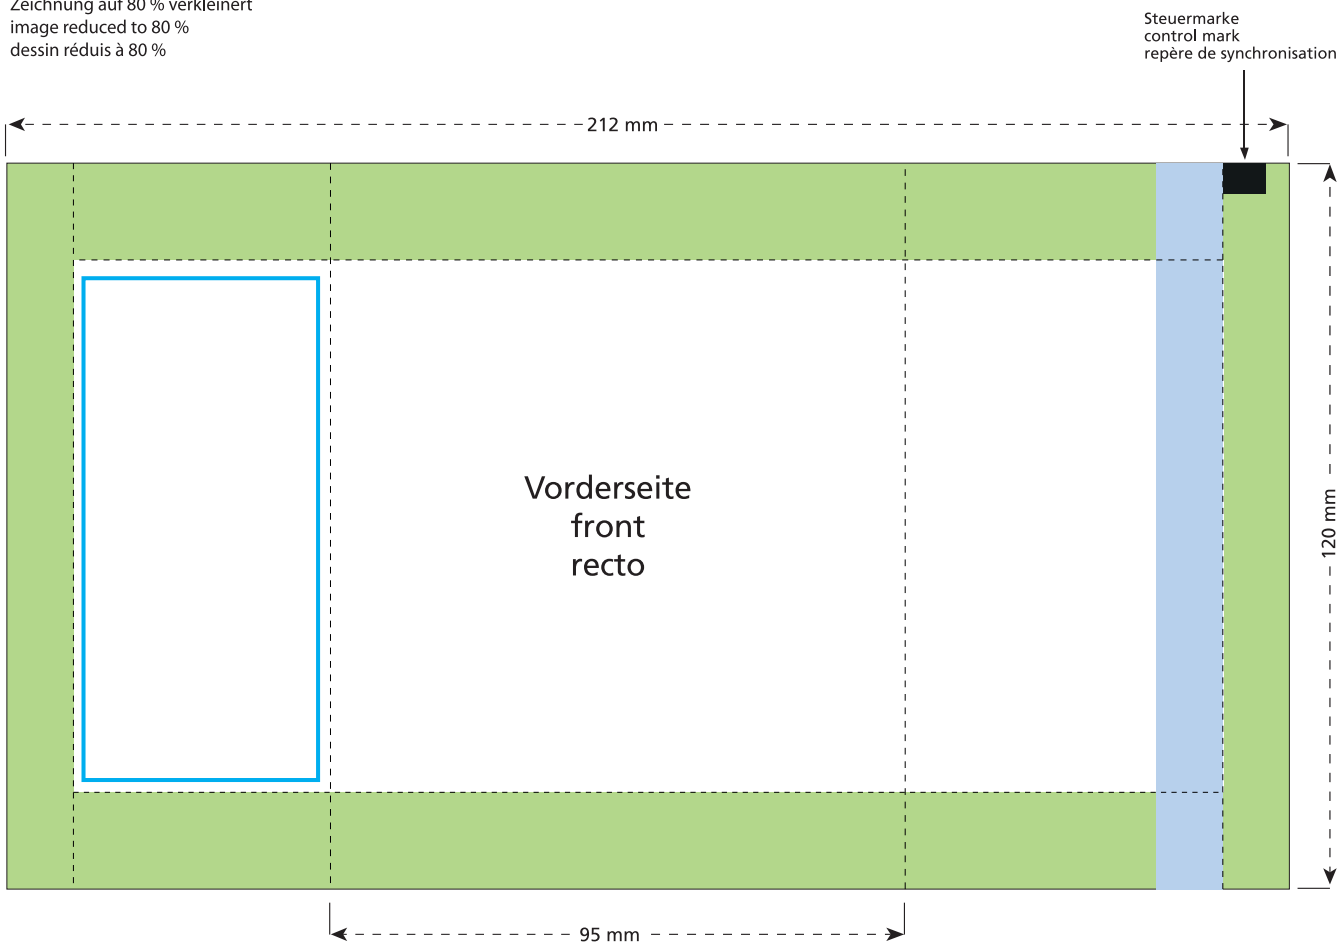 Zeichnung auf 80 % verkleinert
image reduced to 80 %
dessin réduis à 80 %
Steuermarke
control mark
repère de synchronisation
212 mm
Vorderseite
front
recto
120 mm
95 mm